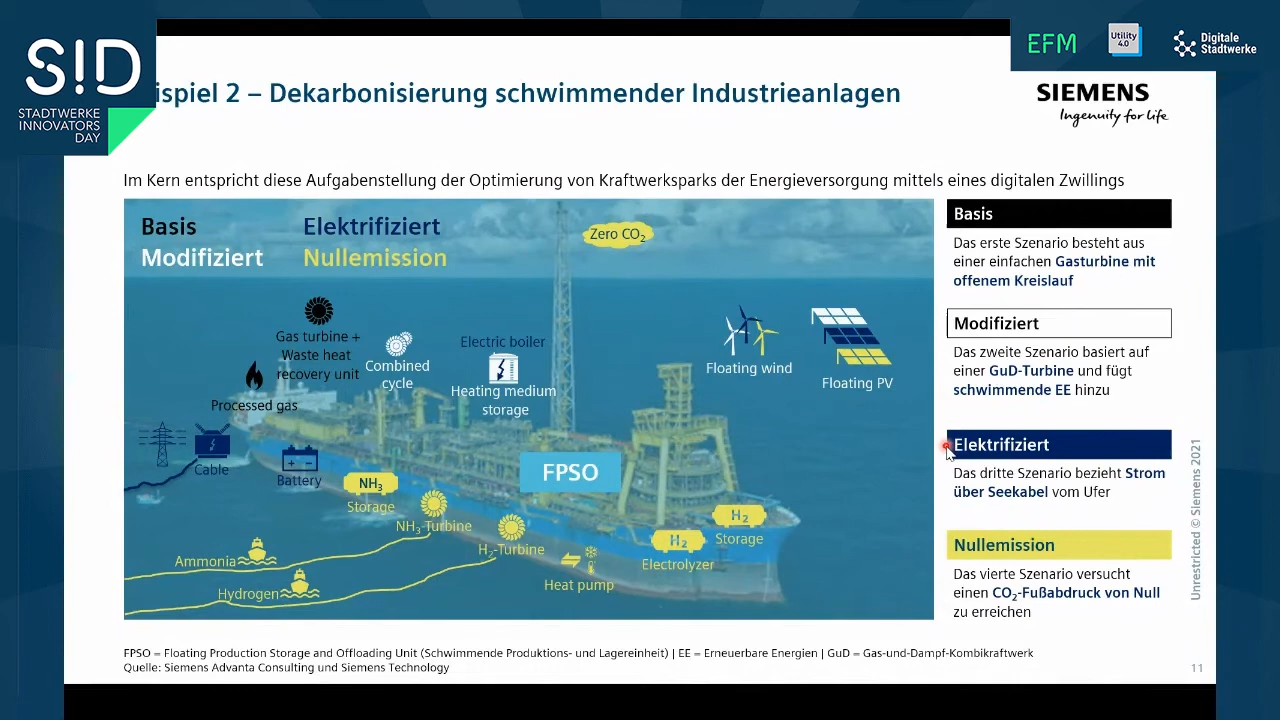 S!D
STADTWERKE
INNOVATORS
DAY
EFM
Utility
4.0
Digitale
Stadtwerke
ispiel 2 – Dekarbonisierung schwimmender Industrieanlagen
SIEMENS
Ingenuity for life
Im Kern entspricht diese Aufgabenstellung der Optimierung von Kraftwerksparks der Energieversorgung mittels eines digitalen Zwillings
Basis
Elektrifiziert
Modifiziert
Nullemission
Zero CO₂
Gas turbine +
Waste heat
recovery unit
Processed gas
Combined
cycle
Electric boiler
Heating medium
storage
Floating wind
Floating PV
Cable
Battery
NH₃
Storage
NH₃-Turbine
FPSO
H₂-Turbine
Heat pump
H₂
Electrolyzer
H₂
Storage
Ammonia
Hydrogen
Basis
Das erste Szenario besteht aus
einer einfachen Gasturbine mit
offenem Kreislauf
Modifiziert
Das zweite Szenario basiert auf
einer GuD-Turbine und fügt
schwimmende EE hinzu
Elektrifiziert
Das dritte Szenario bezieht Strom
über Seekabel vom Ufer
Nullemission
Das vierte Szenario versucht
einen CO₂-Fußabdruck von Null
zu erreichen
Unrestricted © Siemens 2021
FPSO = Floating Production Storage and Offloading Unit (Schwimmende Produktions- und Lagereinheit) | EE = Erneuerbare Energien | GuD = Gas-und-Dampf-Kombikraftwerk
Quelle: Siemens Advanta Consulting und Siemens Technology
11